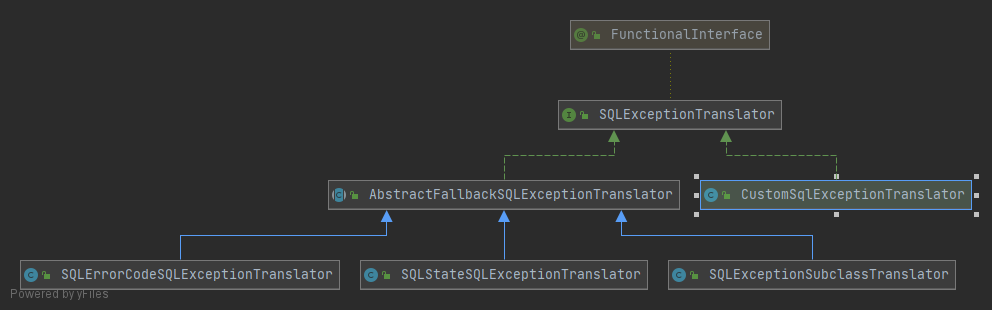 FunctionalInterface
SQLExceptionTranslator
AbstractFallbackSQLExceptionTranslator
CustomSqlExceptionTranslator
SQLErrorCodeSQLExceptionTranslator
SQLStateSQLExceptionTranslator
SQLExceptionSubclassTranslator
Powered by yFiles